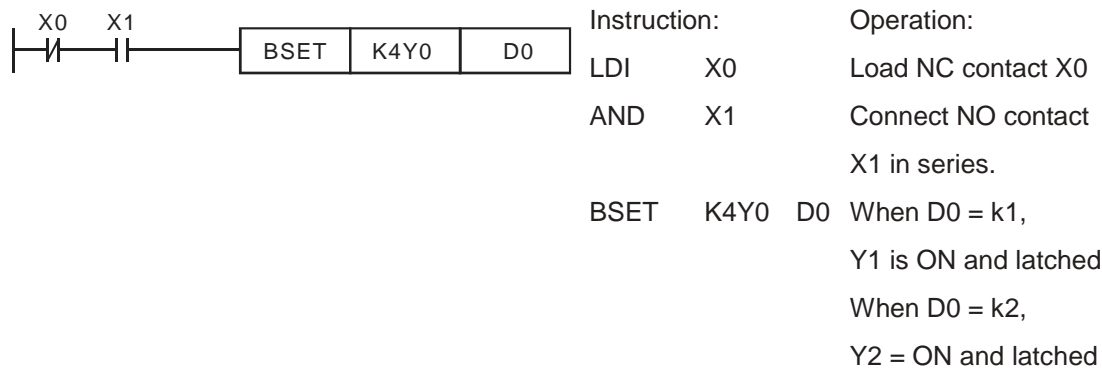 X0 X1
BSET K4Y0 D0
Instruction: Operation:
LDI X0 Load NC contact X0
AND X1 Connect NO contact
X1 in series.
BSET K4Y0 D0 When D0 = k1,
Y1 is ON and latched
When D0 = k2,
Y2 = ON and latched